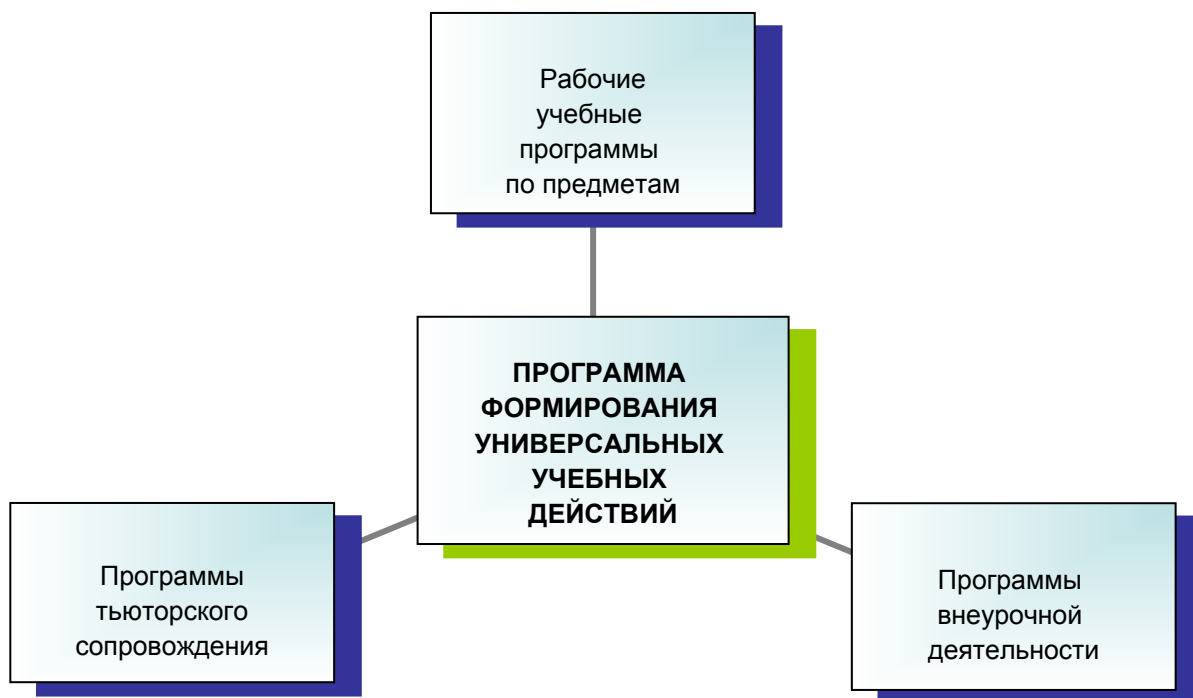 Рабочие
учебные
программы
по предметам
ПРОГРАММА
ФОРМИРОВАНИЯ
УНИВЕРСАЛЬНЫХ
УЧЕБНЫХ
ДЕЙСТВИЙ
Программы
тьюторского
сопровождения
Программы
внеурочной
деятельности